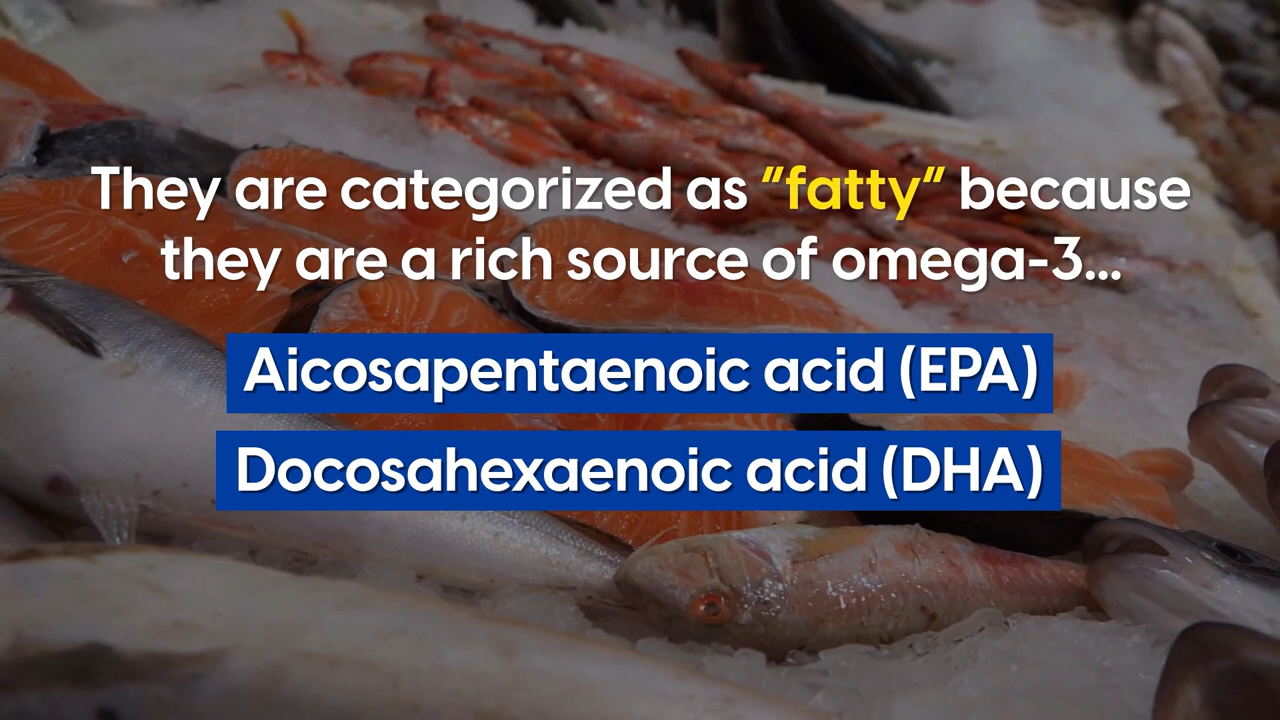 They are categorized as "fatty" because
they are a rich source of omega-3...
Aicosapentaenoic acid (EPA)
Docosahexaenoic acid (DHA)